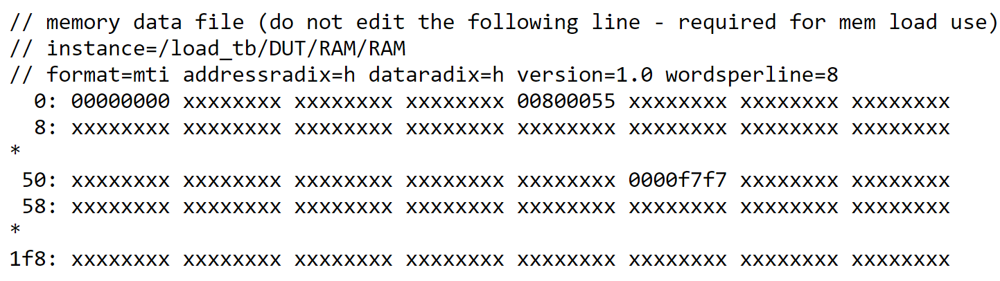 // memory data file (do not edit the following line - required for mem load use)
// instance=/load_tb/DUT/RAM/RAM
// format=mti addressradix=h dataradix=h version=1.0 wordsperline=8
  0: 00000000 xxxxxxxx xxxxxxxx xxxxxxxx 00800055 xxxxxxxx xxxxxxxx xxxxxxxx
  8: xxxxxxxx xxxxxxxx xxxxxxxx xxxxxxxx xxxxxxxx xxxxxxxx xxxxxxxx xxxxxxxx
*
 50: xxxxxxxx xxxxxxxx xxxxxxxx xxxxxxxx xxxxxxxx 0000f7f7 xxxxxxxx xxxxxxxx
 58: xxxxxxxx xxxxxxxx xxxxxxxx xxxxxxxx xxxxxxxx xxxxxxxx xxxxxxxx xxxxxxxx
*
1f8: xxxxxxxx xxxxxxxx xxxxxxxx xxxxxxxx xxxxxxxx xxxxxxxx xxxxxxxx xxxxxxxx